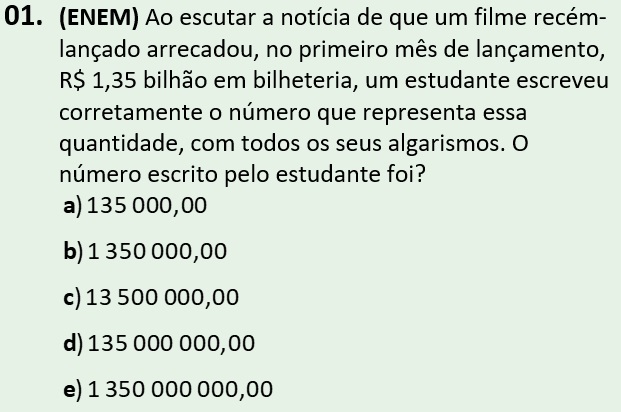 01. (ENEM) Ao escutar a notícia de que um filme recém-
lançado arrecadou, no primeiro mês de lançamento,
R$ 1,35 bilhão em bilheteria, um estudante escreveu
corretamente o número que representa essa
quantidade, com todos os seus algarismos. O
número escrito pelo estudante foi?
a) 135 000,00
b) 1 350 000,00
c) 13 500 000,00
d) 135 000 000,00
e) 1 350 000 000,00